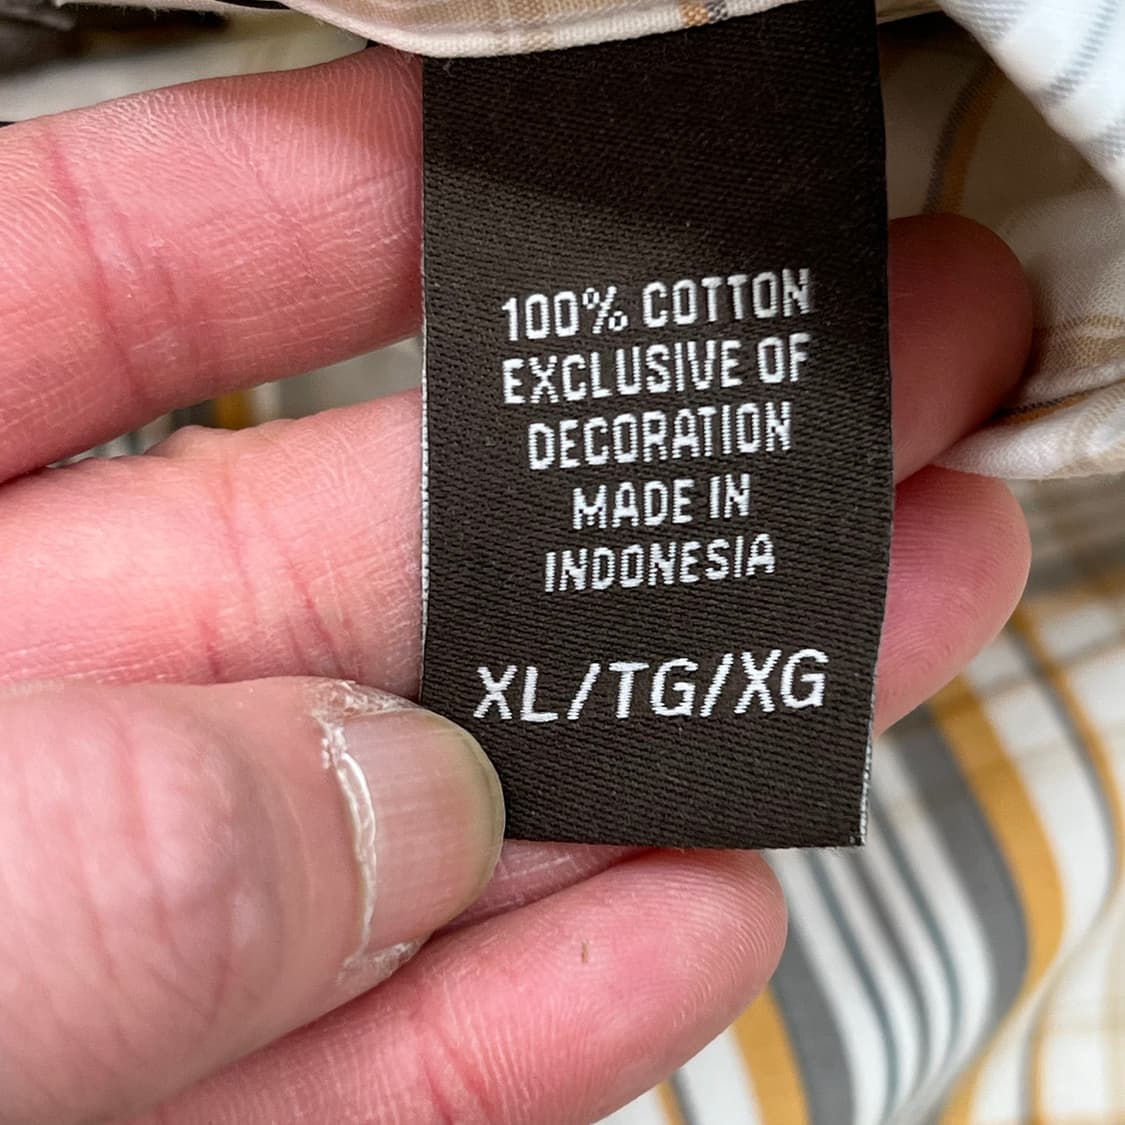 100% COTTON
EXCLUSIVE OF
DECORATION
MADE IN
INDONESIA
XL/TG/XG